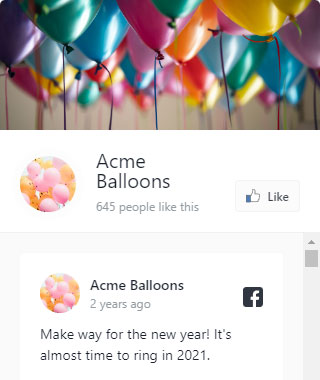 Acme
Balloons
645 people like this
Like
Acme Balloons
2 years ago
Make way for the new year! It's
almost time to ring in 2021.